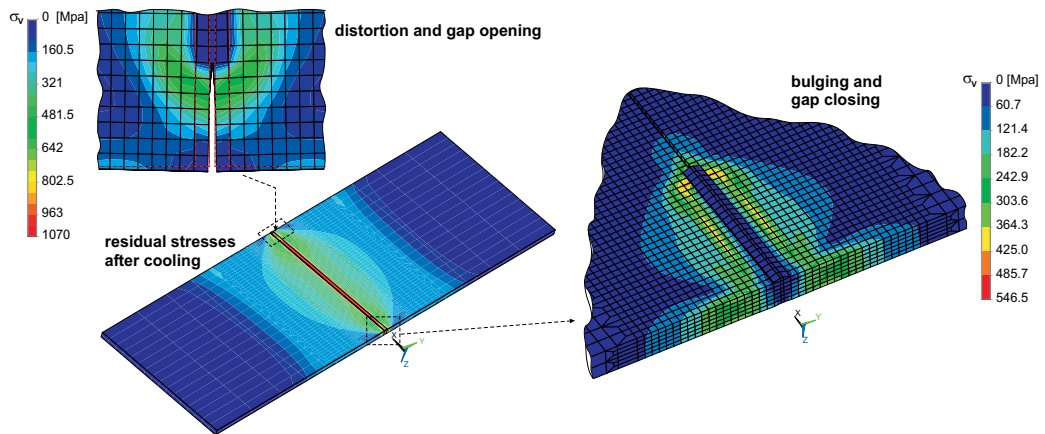 σv 0 [Mpa]
160.5
321
481.5
642
802.5
963
1070
distortion and gap opening
residual stresses
after cooling
X
Y
Z
bulging and
gap closing
σv 0 [Mpa]
60.7
121.4
182.2
242.9
303.6
364.3
425.0
485.7
546.5
X
Y
Z